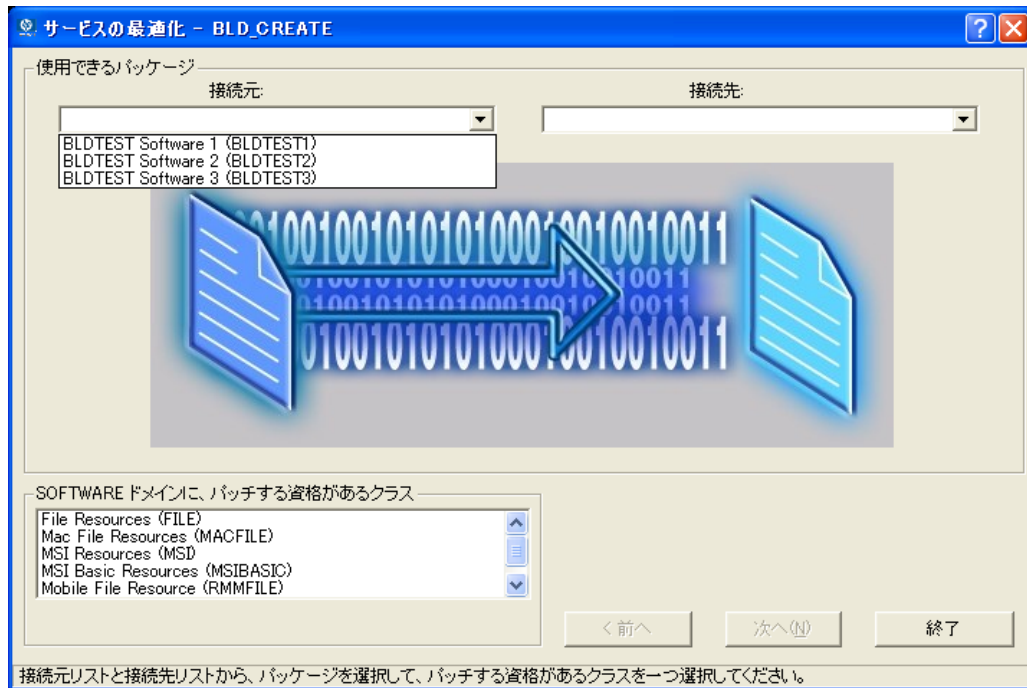 サービスの最適化 - BLD_CREATE
使用できるパッケージ
接続元:
接続先:
BLDTEST Software 1 (BLDTEST1)
BLDTEST Software 2 (BLDTEST2)
BLDTEST Software 3 (BLDTEST3)
SOFTWARE ドメインに、パッチする資格があるクラス
File Resources (FILE)
Mac File Resources (MACFILE)
MSI Resources (MSI)
MSI Basic Resources (MSIBASIC)
Mobile File Resource (RMMFILE)
< 前へ
次へ(N)
終了
接続元リストと接続先リストから、パッケージを選択して、パッチする資格があるクラスを一つ選択してください。